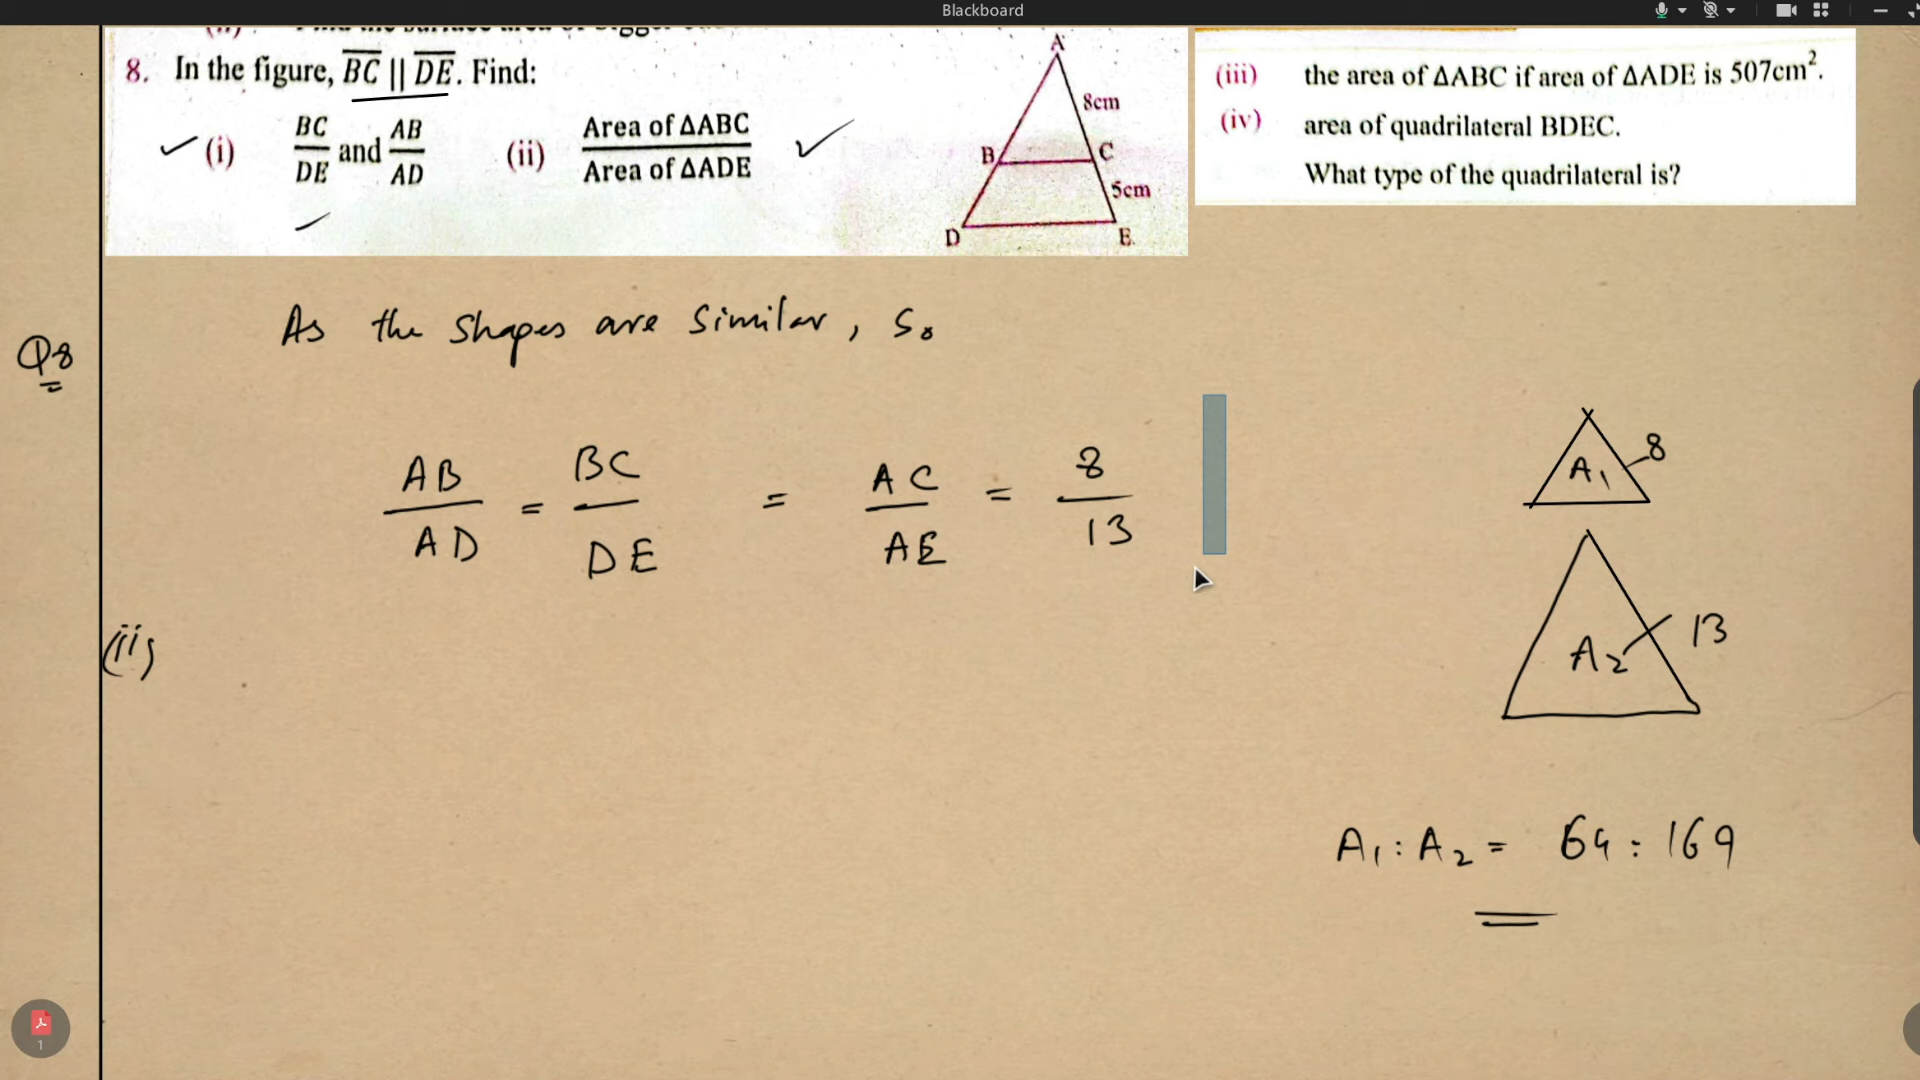 Blackboard
8. In the figure, BC || DE. Find:
(i) BC/DE and AB/AD (ii) Area of ΔABC/Area of ΔADE
A
8cm
B C
5cm
D E
(iii) the area of ΔABC if area of ΔADE is 507cm².
(iv) area of quadrilateral BDEC.
What type of the quadrilateral is?
Q8
As the shapes are similar, so
AB/AD = BC/DE = AC/AE = 8/13
(ii)
A₁ 8
A₂ 13
A₁ : A₂ = 64 : 169
1